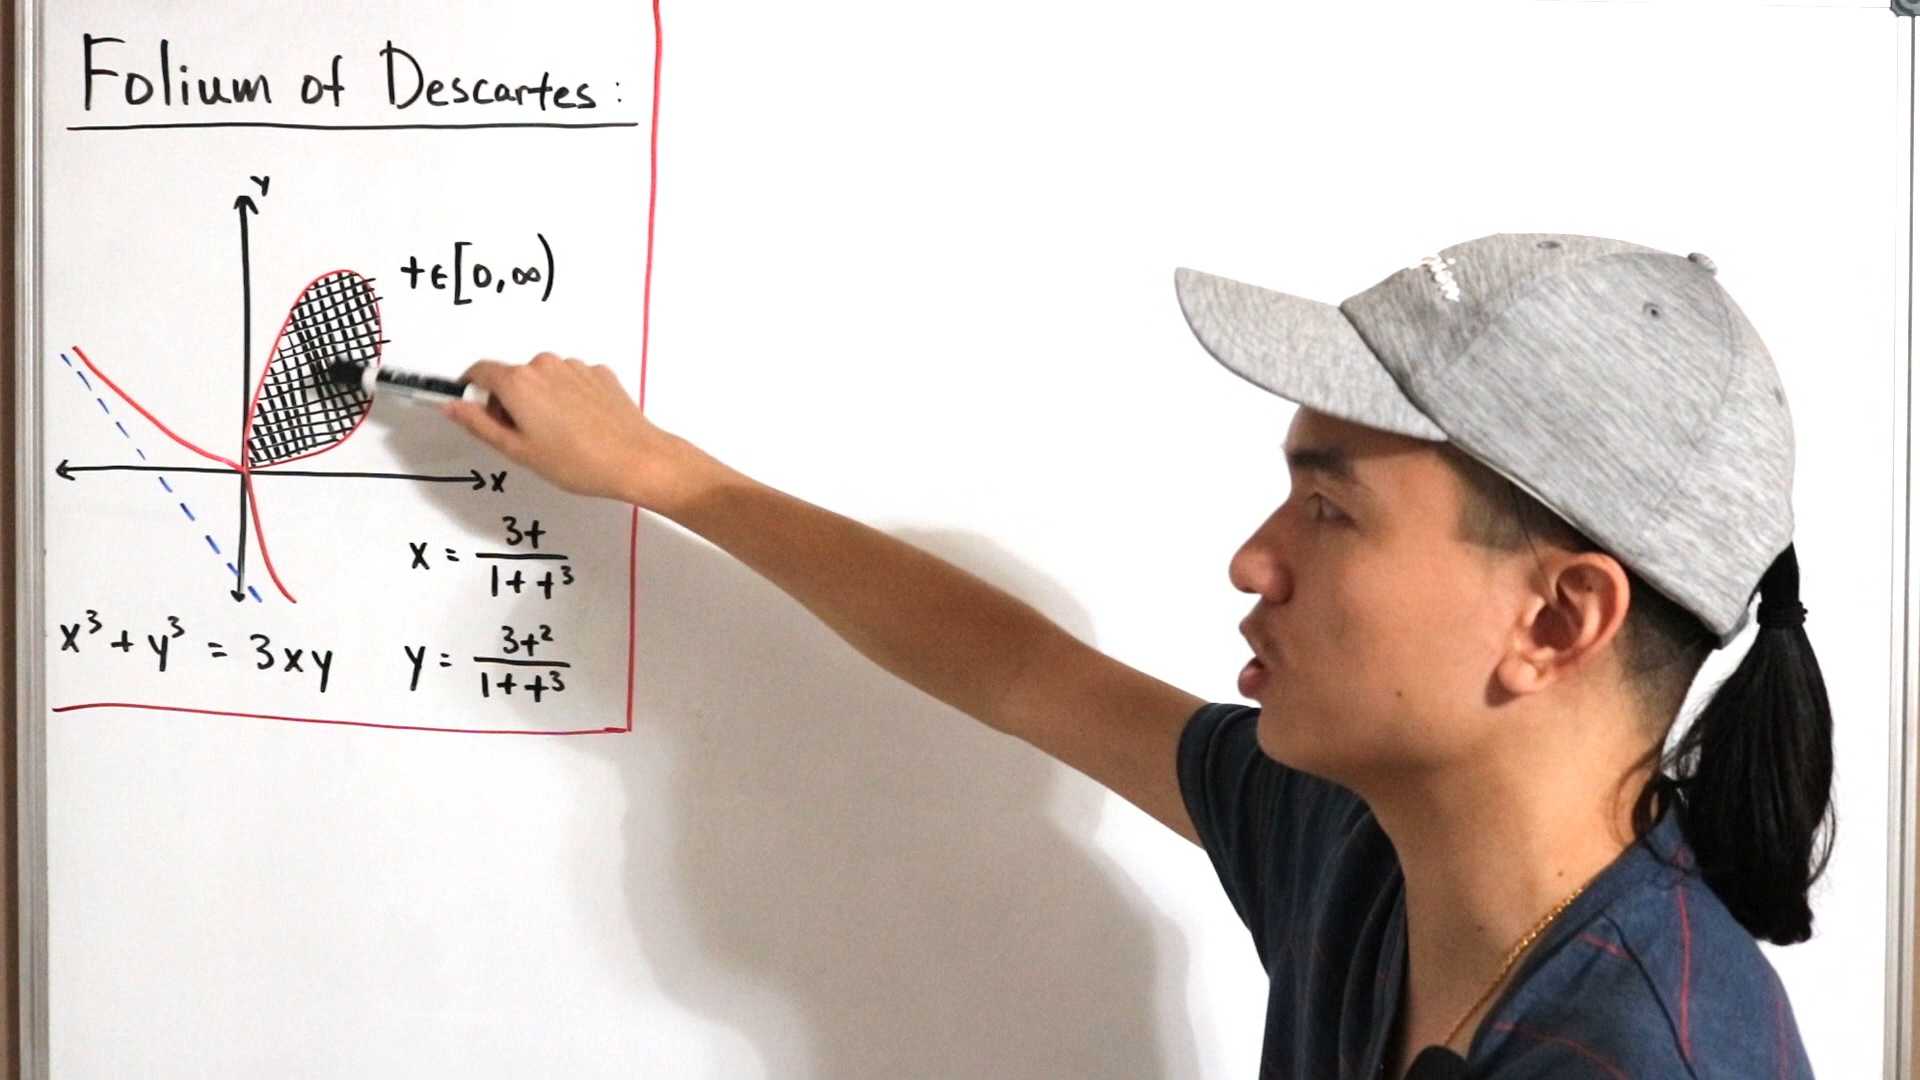 Folium of Descartes:
y
t∈[0,∞)
x
x = 3t / 1+t³
x³+y³ = 3xy
y = 3t² / 1+t³